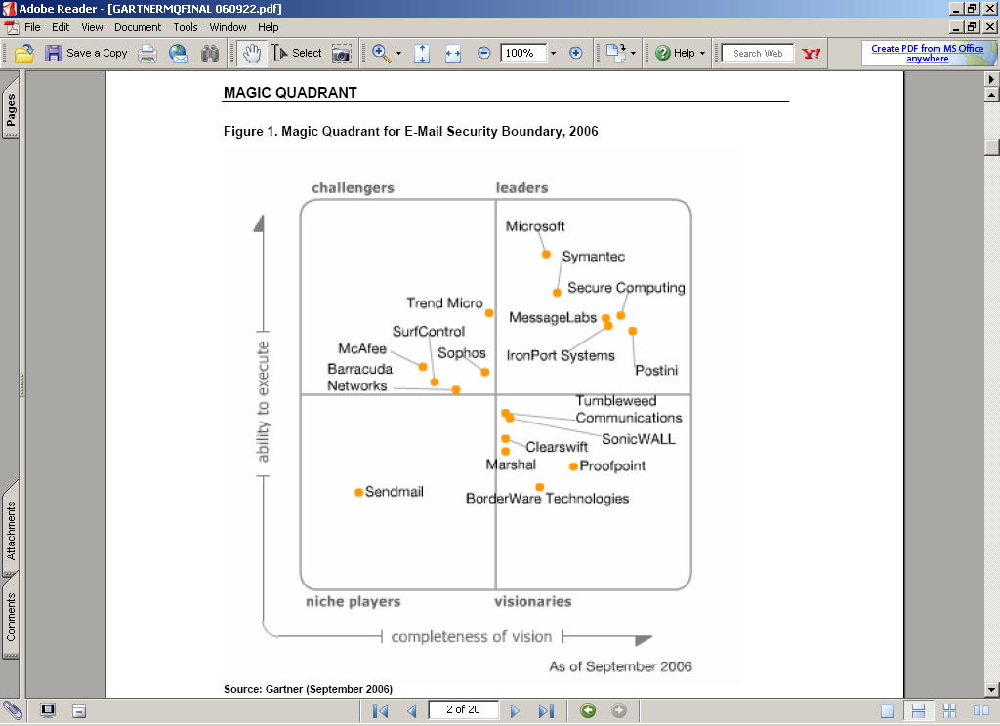 Adobe Reader - [GARTNERMQFINAL 060922.pdf]
File Edit View Document Tools Window Help
Save a Copy Select 100% Help Search Web Y! Create PDF from MS Office anywhere
Pages
Attachments
Comments
MAGIC QUADRANT
Figure 1. Magic Quadrant for E-Mail Security Boundary, 2006
challengers leaders
Microsoft
Symantec
Secure Computing
Trend Micro
MessageLabs
SurfControl
McAfee
Sophos
IronPort Systems
Barracuda
Networks
Postini
ability to execute
Tumbleweed
Communications
SonicWALL
Clearswift
Marshal
Proofpoint
Sendmail
BorderWare Technologies
niche players visionaries
completeness of vision
As of September 2006
Source: Gartner (September 2006)
2 of 20